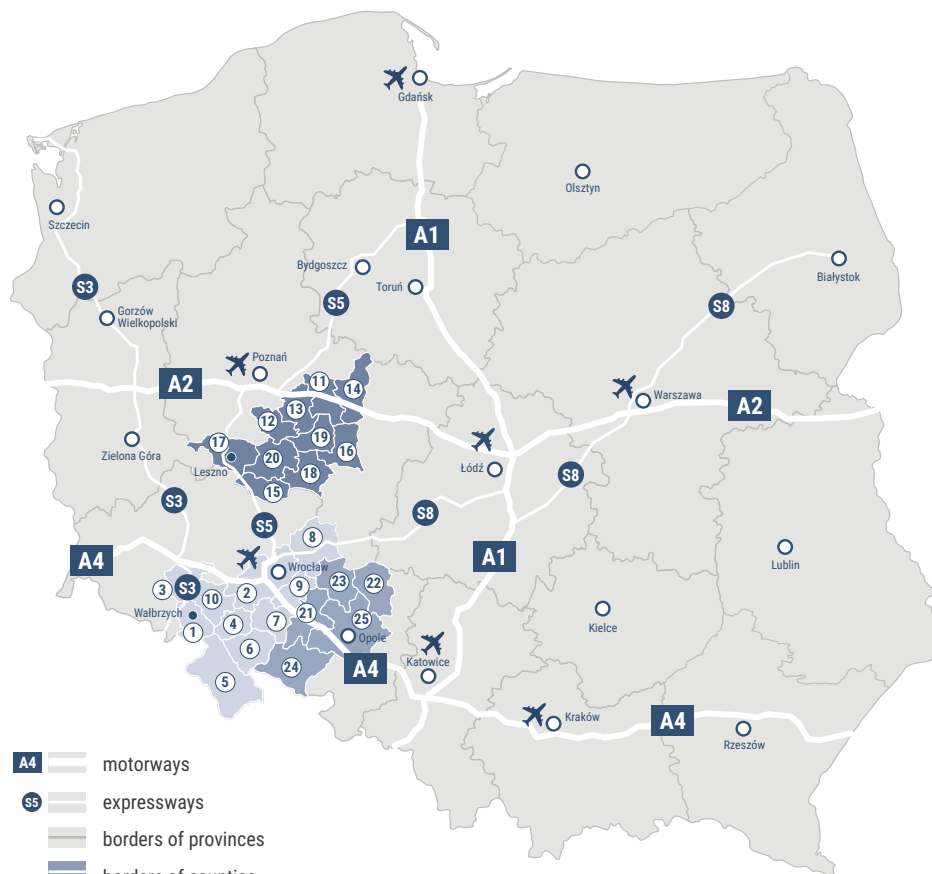 Gdańsk
Olsztyn
Szczecin
A1
Bydgoszcz
Białystok
Toruń
S3
S5
S8
Gorzów
Wielkopolski
Poznań
A2
11
14
Warszawa
A2
13
12
17
19
16
Zielona Góra
20
Leszno
18
Łódź
S8
15
S3
S8
S5
8
A4
A1
Wrocław
Lublin
3
S3
2
9
23
22
10
Wałbrzych
21
Kielce
1
4
7
25
Opole
6
24
A4
Katowice
5
Kraków
A4
Rzeszów
A4 motorways
S5 expressways
borders of provinces
borders of counties